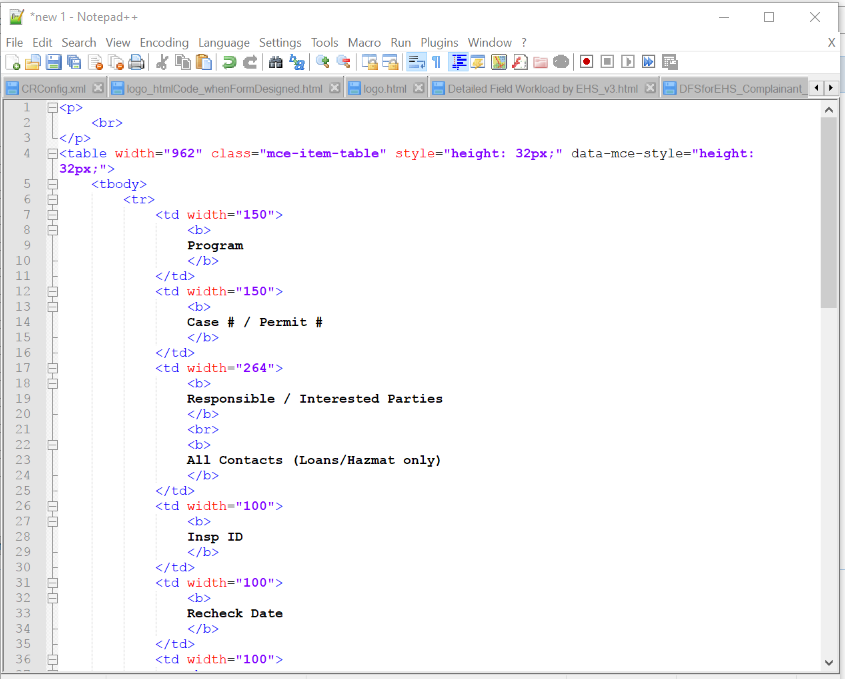 *new 1 - Notepad++
File Edit Search View Encoding Language Settings Tools Macro Run Plugins Window ? X
CRConfig.xml logo_htmlCode_whenFormDesigned.html logo.html Detailed Field Workload by EHS_v3.html DFSforEHS_Complainant_
1 <p>
2 <br>
3 </p>
4 <table width="962" class="mce-item-table" style="height: 32px;" data-mce-style="height:
32px;">
5 <tbody>
6 <tr>
7 <td width="150">
8 <b>
9 Program
10 </b>
11 </td>
12 <td width="150">
13 <b>
14 Case # / Permit #
15 </b>
16 </td>
17 <td width="264">
18 <b>
19 Responsible / Interested Parties
20 </b>
21 <br>
22 <b>
23 All Contacts (Loans/Hazmat only)
24 </b>
25 </td>
26 <td width="100">
27 <b>
28 Insp ID
29 </b>
30 </td>
31 <td width="100">
32 <b>
33 Recheck Date
34 </b>
35 </td>
36 <td width="100">